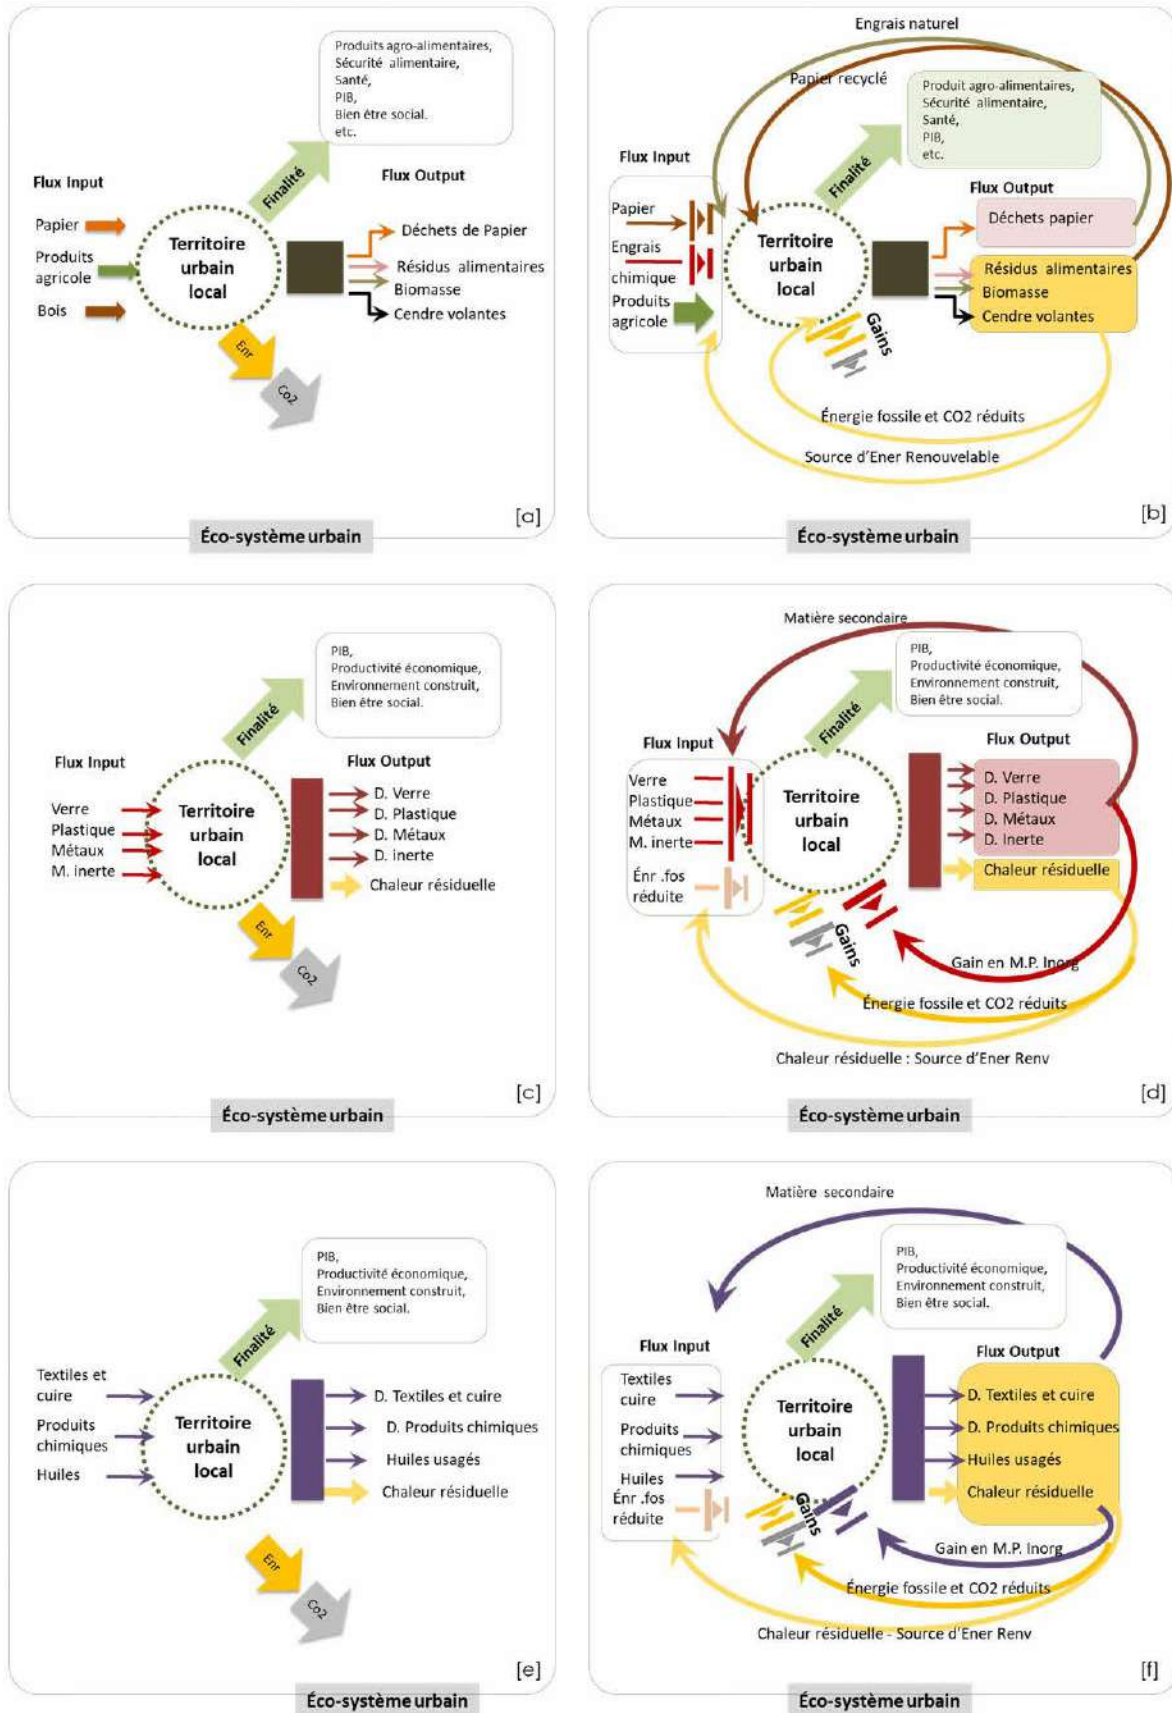 Produits agro-alimentaires,
Sécurité alimentaire,
Santé,
PIB,
Bien être social.
etc.
Finalité
Flux Input
Flux Output
Papier
Produits
agricole
Bois
Territoire
urbain
local
Déchets de Papier
Résidus alimentaires
Biomasse
Cendre volantes
Enr
Co2
[a]
Éco-système urbain
Engrais naturel
Papier recyclé
Produit agro-alimentaires,
Sécurité alimentaire,
Santé,
PIB,
etc.
Finalité
Flux Input
Flux Output
Papier
Engrais
chimique
Produits
agricole
Territoire
urbain
local
Déchets papier
Résidus alimentaires
Biomasse
Cendre volantes
Gains
Énergie fossile et CO2 réduits
Source d'Ener Renouvelable
[b]
Éco-système urbain
PIB,
Productivité économique,
Environnement construit,
Bien être social.
Finalité
Flux Input
Flux Output
Verre
Plastique
Métaux
M. inerte
Territoire
urbain
local
D. Verre
D. Plastique
D. Métaux
D. inerte
Chaleur résiduelle
Enr
Co2
[c]
Éco-système urbain
Matière secondaire
PIB,
Productivité économique,
Environnement construit,
Bien être social.
Finalité
Flux Input
Flux Output
Verre
Plastique
Métaux
M. inerte
Énr .fos
réduite
Territoire
urbain
local
D. Verre
D. Plastique
D. Métaux
D. Inerte
Chaleur résiduelle
Gains
Gain en M.P. Inorg
Énergie fossile et CO2 réduits
Chaleur résiduelle : Source d'Ener Renv
[d]
Éco-système urbain
PIB,
Productivité économique,
Environnement construit,
Bien être social.
Finalité
Textiles et
cuire
Produits
chimiques
Huiles
Territoire
urbain
local
D. Textiles et cuire
D. Produits chimiques
Huiles usagés
Chaleur résiduelle
Enr
Co2
[e]
Éco-système urbain
Matière secondaire
PIB,
Productivité économique,
Environnement construit,
Bien être social.
Finalité
Flux Input
Flux Output
Textiles
cuire
Produits
chimiques
Huiles
Énr .fos
réduite
Territoire
urbain
local
D. Textiles et cuire
D. Produits chimiques
Huiles usagés
Chaleur résiduelle
Gains
Gain en M.P. Inorg
Énergie fossile et CO2 réduits
Chaleur résiduelle - Source d'Ener Renv
[f]
Éco-système urbain